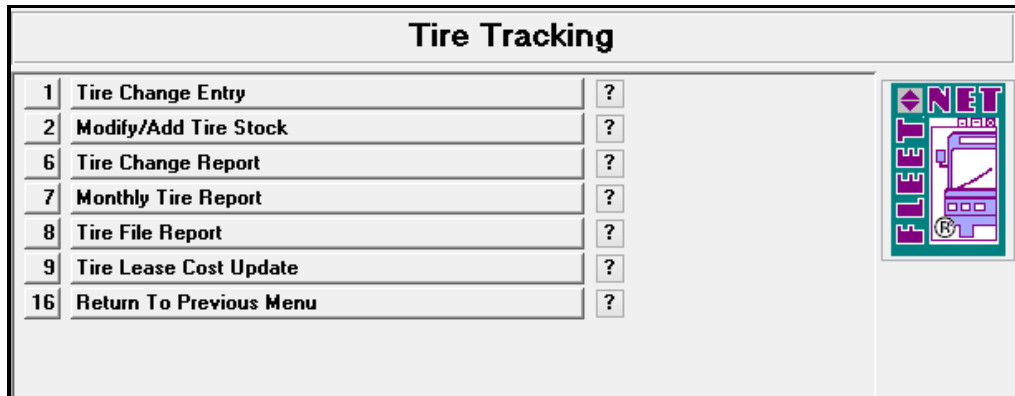 Tire Tracking
1 Tire Change Entry ?
2 Modify/Add Tire Stock ?
6 Tire Change Report ?
7 Monthly Tire Report ?
8 Tire File Report ?
9 Tire Lease Cost Update ?
16 Return To Previous Menu ?
FLEET NET
®